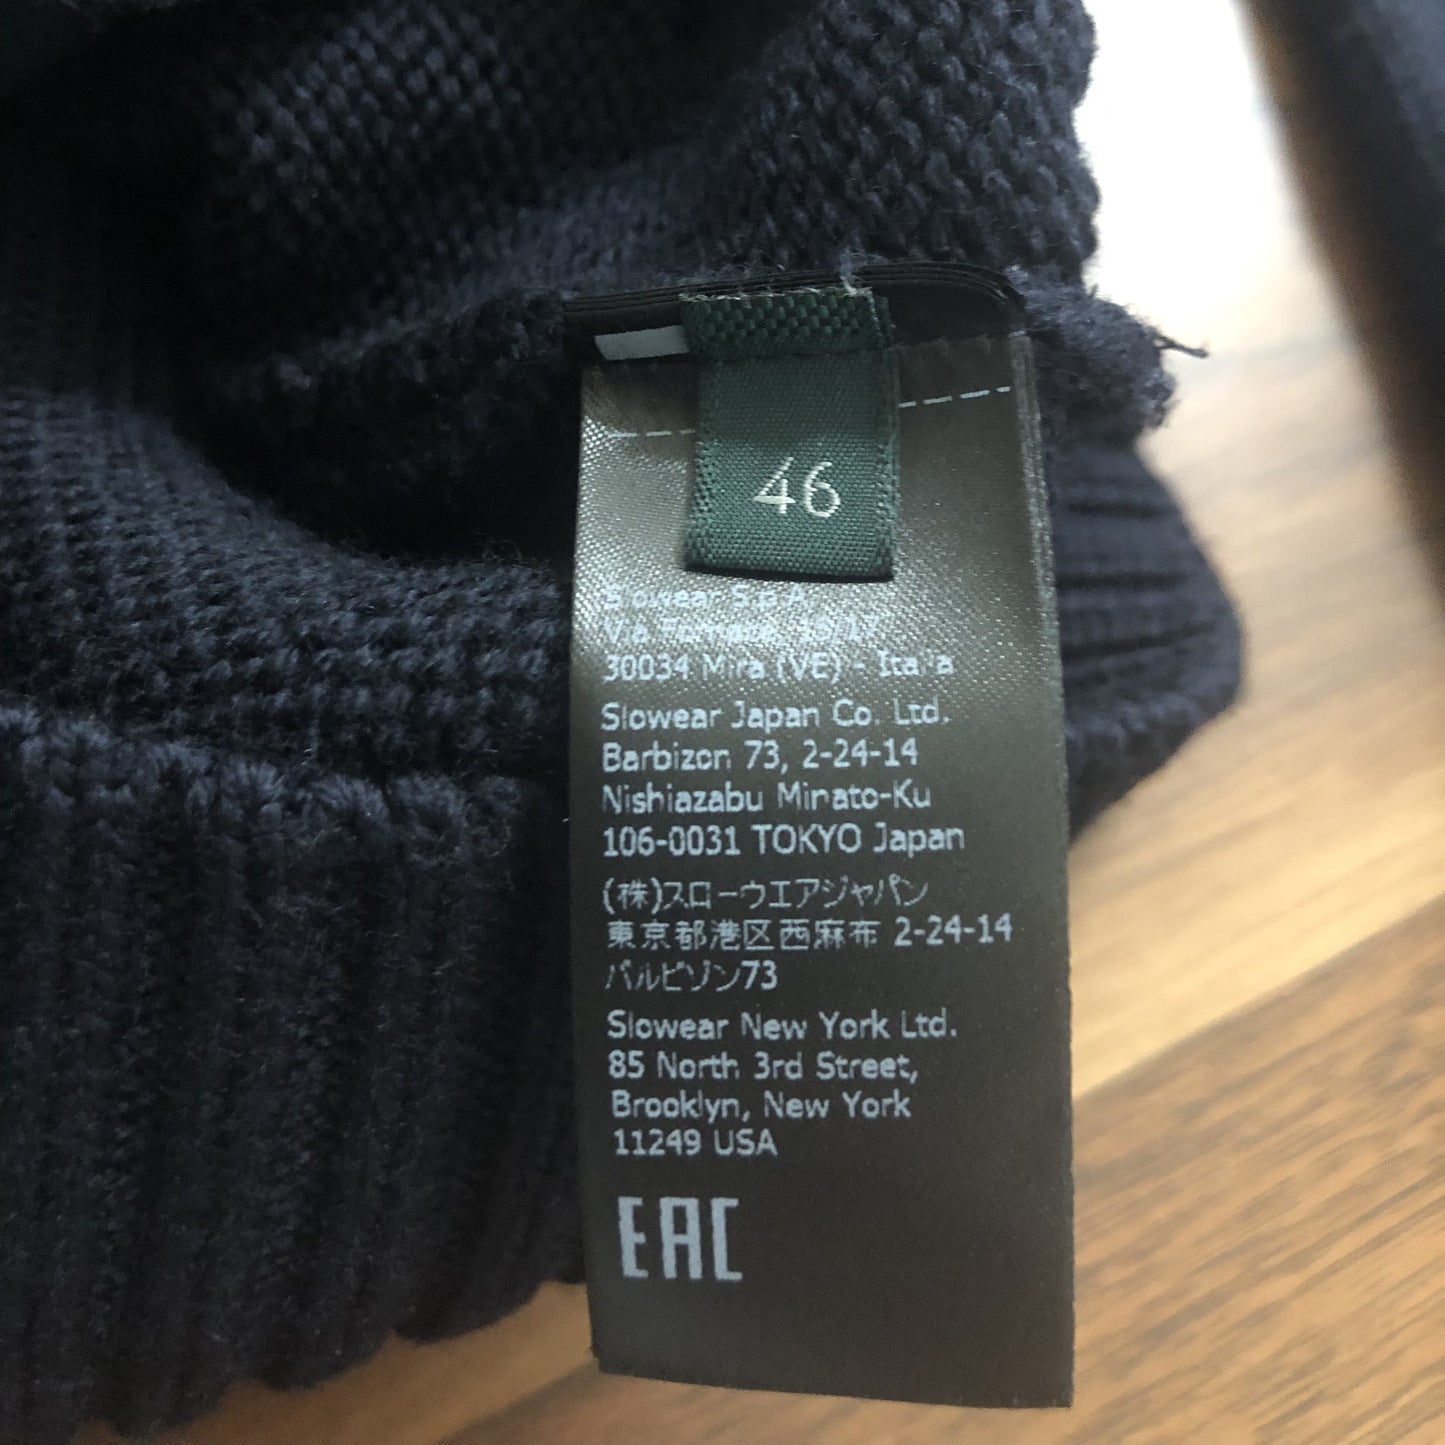 46
Slowear S.p.A.
Via 15/17
30034 Mira (VE) - Italia
Slowear Japan Co. Ltd.
Barbizon 73, 2-24-14
Nishiazabu Minato-Ku
106-0031 TOKYO Japan
(株)スローウエアジャパン
東京都港区西麻布 2-24-14
バルビゾン73
Slowear New York Ltd.
85 North 3rd Street,
Brooklyn, New York
11249 USA
EAC